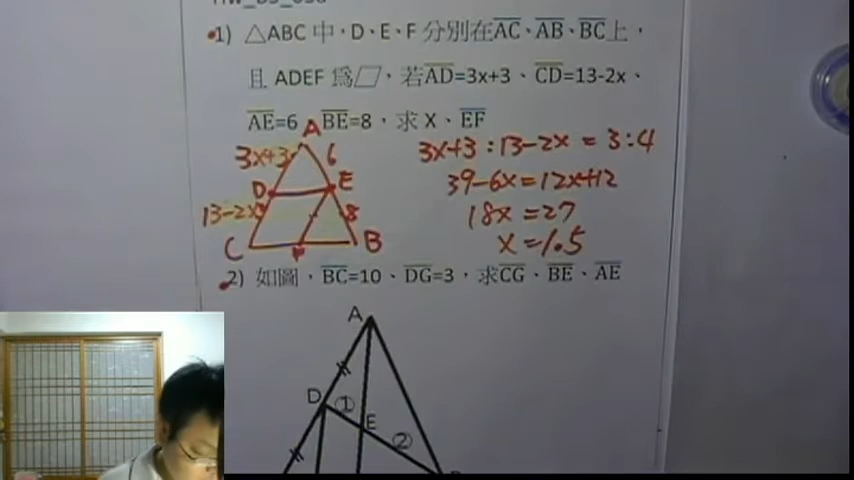 1) △ABC 中，D、E、F 分別在AC、AB、BC上，
且 ADEF 為▱，若AD=3x+3、CD=13-2x、
AE=6、BE=8，求 X、EF
A
3x+3
6
D
E
13-2x
8
C
F
B
3x+3:13-2x = 3:4
39-6x=12x+12
18x=27
x=1.5
2) 如圖，BC=10、DG=3，求CG、BE、AE
A
D
①
E
②